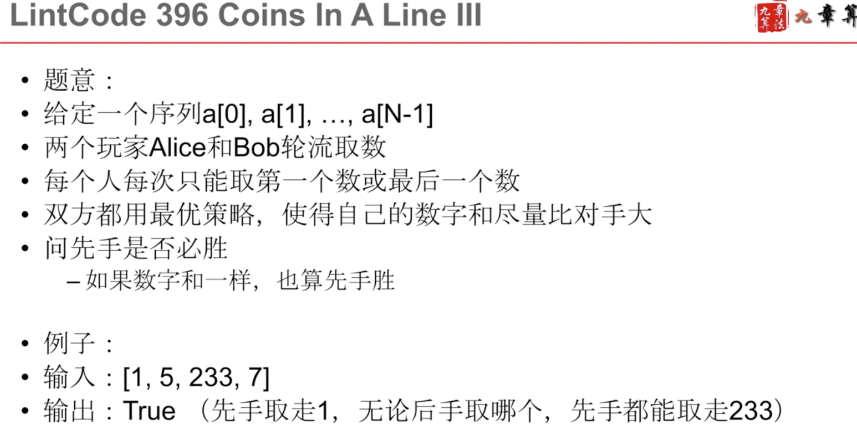 LintCode 396 Coins In A Line III
九章算法
九章算
• 题意：
• 给定一个序列a[0], a[1], …, a[N-1]
• 两个玩家Alice和Bob轮流取数
• 每个人每次只能取第一个数或最后一个数
• 双方都用最优策略，使得自己的数字和尽量比对手大
• 问先手是否必胜
– 如果数字和一样，也算先手胜
• 例子：
• 输入：[1, 5, 233, 7]
• 输出：True （先手取走1，无论后手取哪个，先手都能取走233）